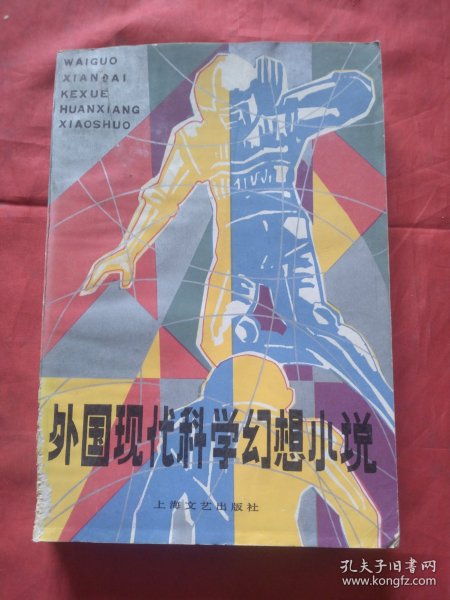 WAIGUO
XIANDAI
KEXUE
HUANXIANG
XIAOSHUO
外国现代科学幻想小说
上海文艺出版社
孔夫子旧书网
www.kongfz.com